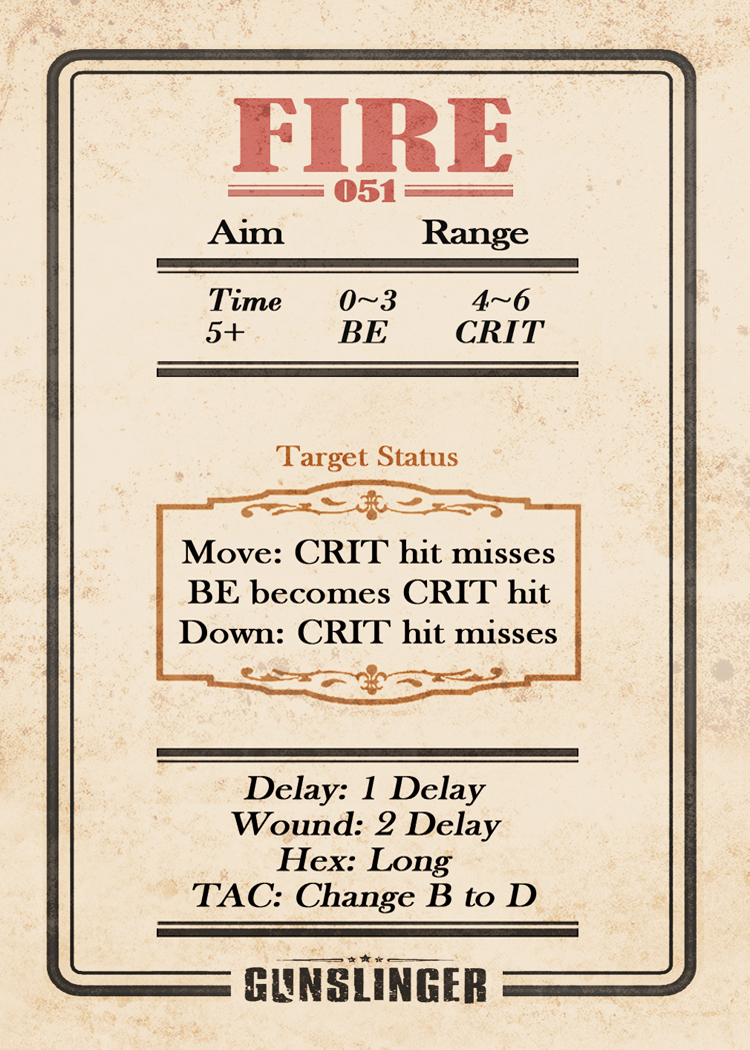 FIRE
051
Aim Range
Time 0~3 4~6
5+ BE CRIT
Target Status
Move: CRIT hit misses
BE becomes CRIT hit
Down: CRIT hit misses
Delay: 1 Delay
Wound: 2 Delay
Hex: Long
TAC: Change B to D
GUNSLINGER